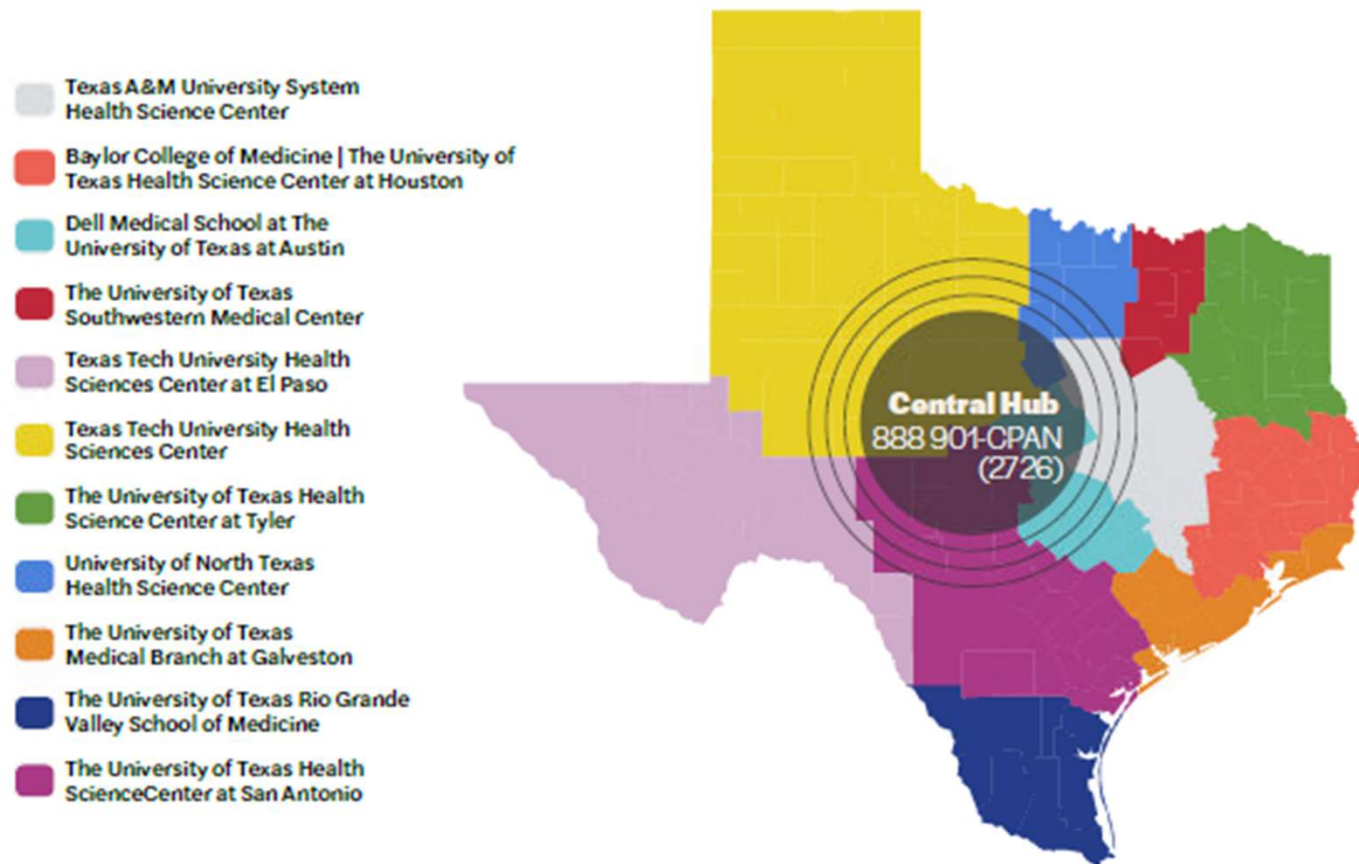 Texas A&M University System
Health Science Center
Baylor College of Medicine | The University of
Texas Health Science Center at Houston
Dell Medical School at The
University of Texas at Austin
The University of Texas
Southwestern Medical Center
Texas Tech University Health
Sciences Center at El Paso
Texas Tech University Health
Sciences Center
The University of Texas Health
Science Center at Tyler
University of North Texas
Health Science Center
The University of Texas
Medical Branch at Galveston
The University of Texas Rio Grande
Valley School of Medicine
The University of Texas Health
ScienceCenter at San Antonio
Central Hub
888 901-CPAN
(2726)